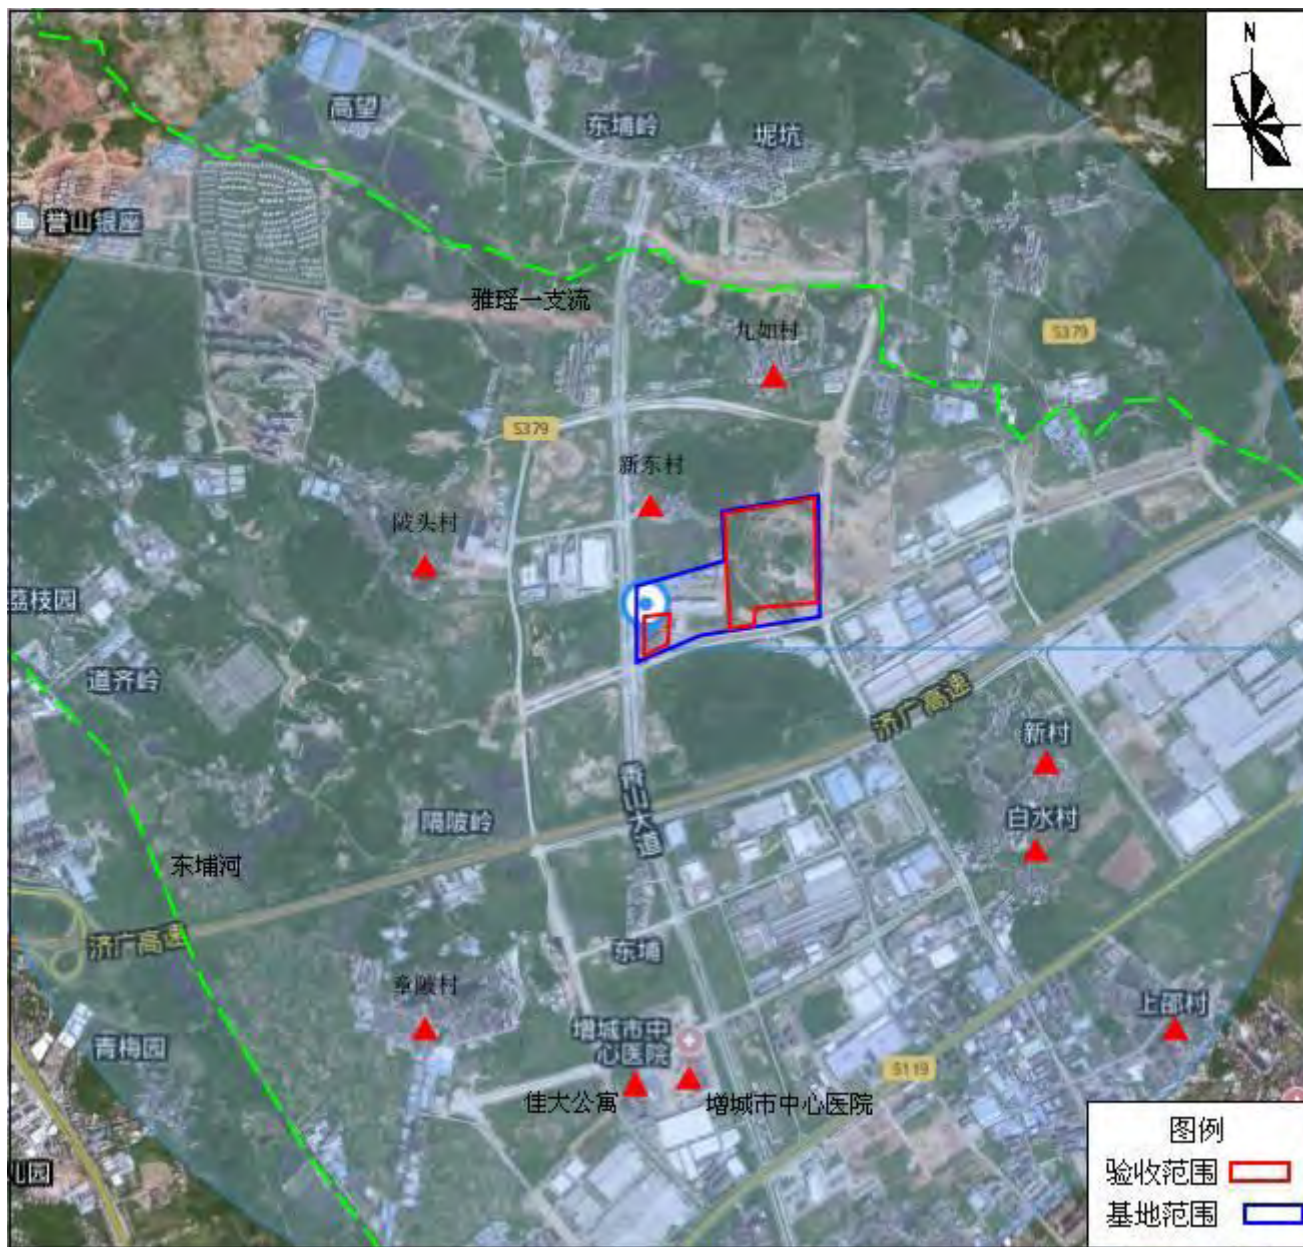 N
高望
东埔岭
坭坑
誉山银座
雅瑶一支流
九如村
S379
S379
新东村
陂头村
荔枝园
道齐岭
济广高速
新村
香山大道
隔陂岭
白水村
东埔河
济广高速
东埔
章陂村
上邵村
青梅园
增城市中
心医院
S119
佳大公寓
增城市中心医院
图例
验收范围
基地范围